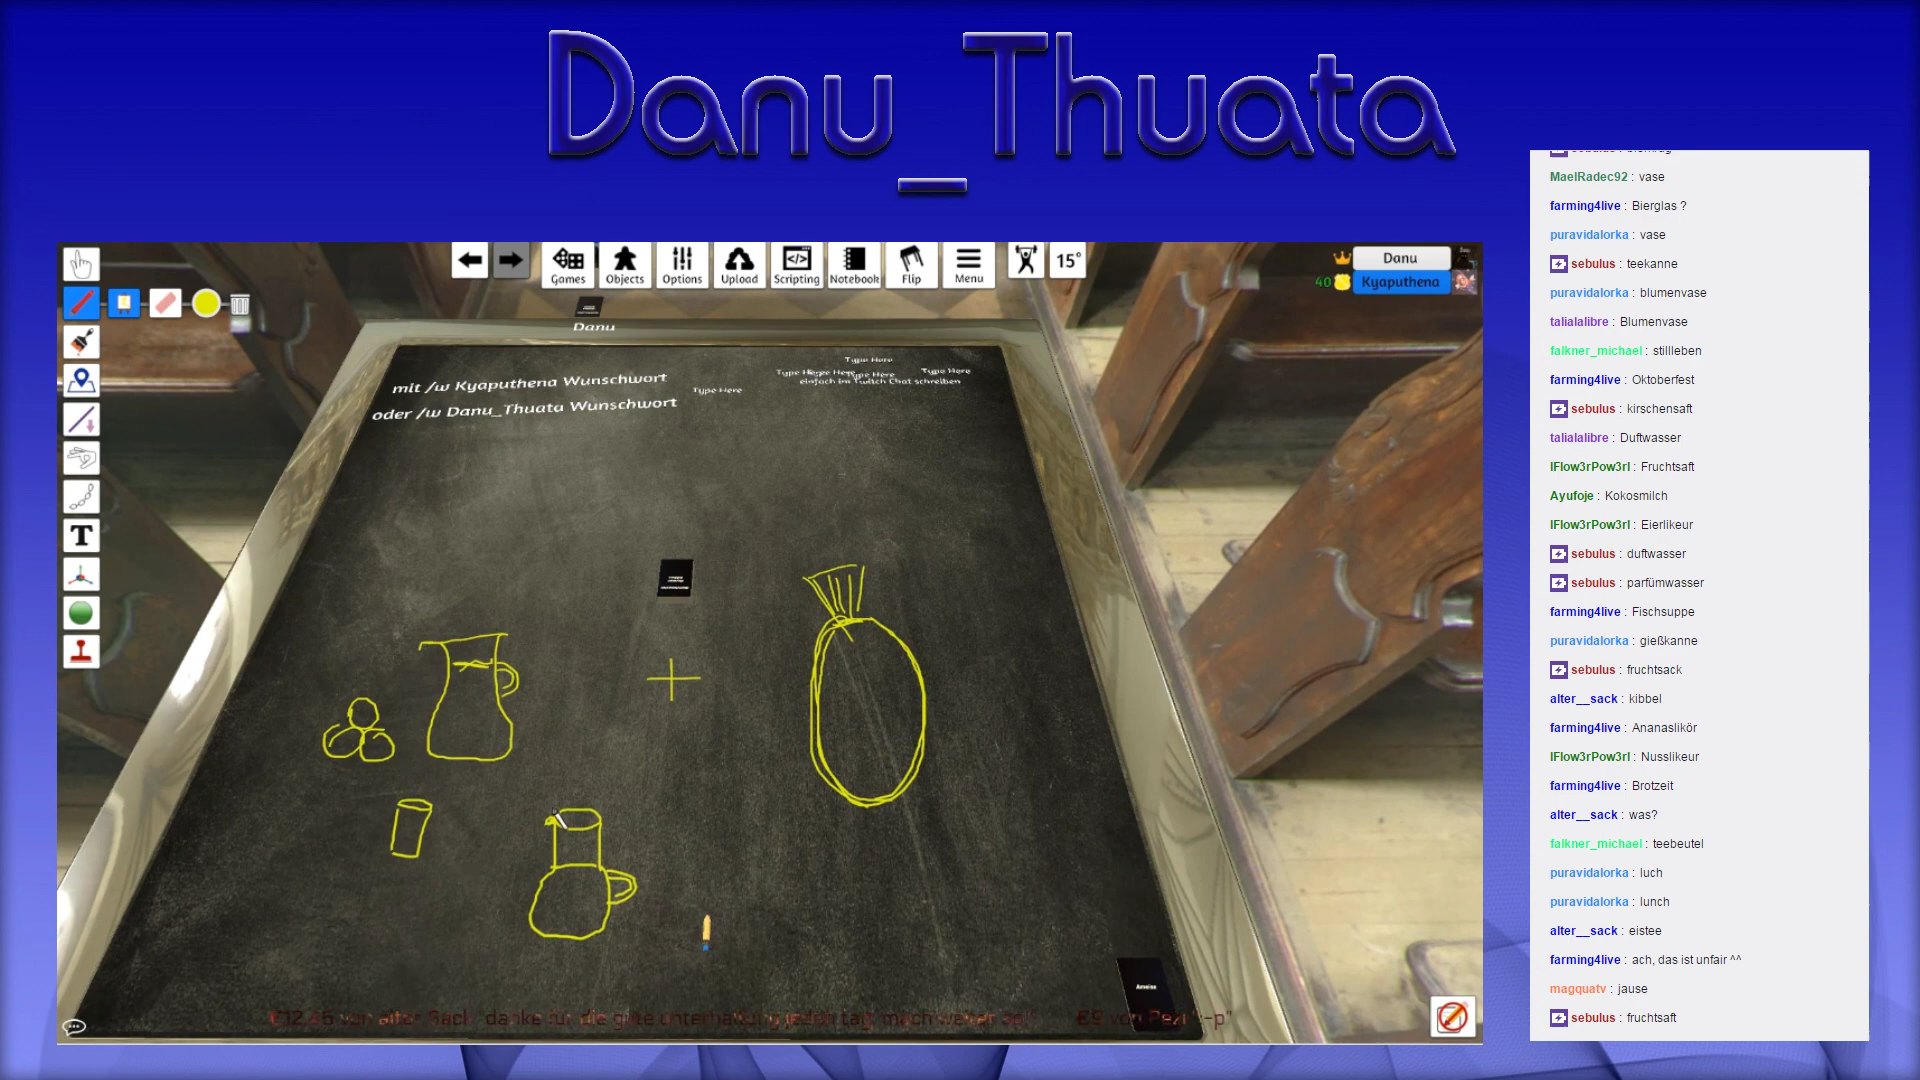 Danu_Thuata
Games
Objects
Options
Upload
Scripting
Notebook
Flip
Menu
15°
Danu
40
Kyaputhena
Danu
mit /w Kyaputhena Wunschwort
oder /w Danu_Thuata Wunschwort
Type Here
Type Here
Type Here
einfach im Twitch Chat schreiben
T
Ameise
MaelRadec92 : vase
farming4live : Bierglas ?
puravidalorka : vase
sebulus : teekanne
puravidalorka : blumenvase
talialalibre : Blumenvase
falkner_michael : stillleben
farming4live : Oktoberfest
sebulus : kirschensaft
talialalibre : Duftwasser
lFlow3rPow3rl : Fruchtsaft
Ayufoje : Kokosmilch
lFlow3rPow3rl : Eierlikeur
sebulus : duftwasser
sebulus : parfümwasser
farming4live : Fischsuppe
puravidalorka : gießkanne
sebulus : fruchtsack
alter__sack : kibbel
farming4live : Ananaslikör
lFlow3rPow3rl : Nusslikeur
farming4live : Brotzeit
alter__sack : was?
falkner_michael : teebeutel
puravidalorka : luch
puravidalorka : lunch
alter__sack : eistee
farming4live : ach, das ist unfair ^^
magquatv : jause
sebulus : fruchtsaft